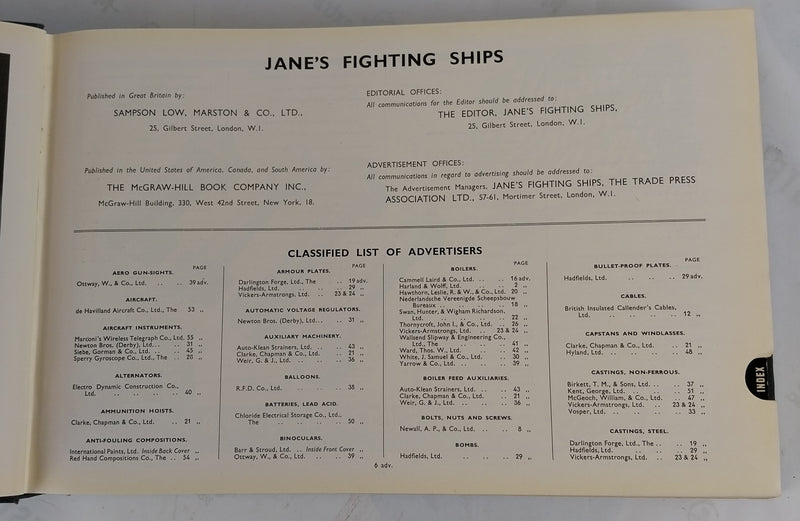 JANE'S FIGHTING SHIPS
Published in Great Britain by:
SAMPSON LOW, MARSTON & CO., LTD.,
25, Gilbert Street, London, W.1.
Published in the United States of America, Canada, and South America by:
THE McGRAW-HILL BOOK COMPANY INC.,
McGraw-Hill Building, 330, West 42nd Street, New York, 18.
EDITORIAL OFFICES:
All communications for the Editor should be addressed to:
THE EDITOR, JANE'S FIGHTING SHIPS,
25, Gilbert Street, London, W.1.
ADVERTISEMENT OFFICES:
All communications in regard to advertising should be addressed to:
The Advertisement Managers, JANE'S FIGHTING SHIPS, THE TRADE PRESS
ASSOCIATION LTD., 57-61, Mortimer Street, London, W.1.
CLASSIFIED LIST OF ADVERTISERS
PAGE
AERO GUN-SIGHTS.
Ottway, W., & Co., Ltd. .. .. 39 adv.
AIRCRAFT.
de Havilland Aircraft Co., Ltd., The 53 ,,
AIRCRAFT INSTRUMENTS.
Marconi's Wireless Telegraph Co., Ltd. 55 ,,
Newton Bros. (Derby), Ltd. .. .. 31 ,,
Siebe, Gorman & Co., Ltd. .. .. 45 ,,
Sperry Gyroscope Co., Ltd., The ..
ALTERNATORS.
Electro Dynamic Construction Co.,
Ltd. .. .. .. .. 40 ,,
AMMUNITION HOISTS.
Clarke, Chapman & Co., Ltd. .. 21 ,,
ANTI-FOULING COMPOSITIONS.
International Paints, Ltd. Inside Back Cover ,,
Red Hand Compositions Co., The .. 54 ,,
PAGE
ARMOUR PLATES.
Darlington Forge, Ltd., The .. 19 adv.
Hadfields, Ltd. .. .. .. 29 ,,
Vickers-Armstrongs, Ltd. .. 23 & 24 ,,
AUTOMATIC VOLTAGE REGULATORS.
Newton Bros. (Derby), Ltd. .. .. 31 ,,
AUXILIARY MACHINERY.
Auto-Klean Strainers, Ltd. .. .. 43 ,,
Clarke, Chapman & Co., Ltd. .. 21 ,,
Weir, G. & J., Ltd. .. .. .. 36 ,,
BALLOONS.
R.F.D. Co., Ltd. .. .. .. 38 ,,
BATTERIES, LEAD ACID.
Chloride Electrical Storage Co., Ltd.,
The .. .. .. .. 50 ,,
BINOCULARS.
Barr & Stroud, Ltd. .. Inside Front Cover ,,
Ottway, W., & Co., Ltd. .. .. 39 ,,
PAGE
BOILERS.
Cammell Laird & Co., Ltd. .. .. 16 adv.
Harland & Wolff, Ltd. .. .. 2 ,,
Hawthorn, Leslie, R. & W., & Co., Ltd. 20 ,,
Nederlandsche Vereenigde Scheepsbouw
Bureaux .. .. .. .. 18 ,,
Swan, Hunter, & Wigham Richardson,
Ltd. .. .. .. .. 22 ,,
Thornycroft, John I., & Co., Ltd. .. 26 ,,
Vickers-Armstrongs, Ltd. .. 23 & 24 ,,
Wallsend Slipway & Engineering Co.,
Ltd., The .. .. .. 41 ,,
Ward, Thos. W., Ltd. .. .. 42 ,,
White, J. Samuel & Co., Ltd. .. 30 ,,
Yarrow & Co., Ltd. .. .. .. 39 ,,
BOILER FEED AUXILIARIES.
Auto-Klean Strainers, Ltd. .. .. 43 ,,
Clarke, Chapman & Co., Ltd. .. 21 ,,
Weir, G. & J., Ltd. .. .. .. 36 ,,
BOLTS, NUTS AND SCREWS.
Newall, A. P., & Co., Ltd. .. .. 8 ,,
BOMBS.
Hadfields, Ltd. .. .. .. 29 ,,
PAGE
BULLET-PROOF PLATES.
Hadfields, Ltd. .. .. .. 29 adv.
CABLES.
British Insulated Callender's Cables,
Ltd. .. .. .. .. 12 ,,
CAPSTANS AND WINDLASSES.
Clarke, Chapman & Co., Ltd. .. 21 ,,
Hyland, Ltd. .. .. .. 48 ,,
CASTINGS, NON-FERROUS.
Birkett, T. M., & Sons, Ltd. .. .. 37 ,,
Kent, George, Ltd. .. .. .. 51 ,,
McGeoch, William, & Co., Ltd. .. 47 ,,
Vickers-Armstrongs, Ltd. .. 23 & 24 ,,
Vosper, Ltd. .. .. .. 33 ,,
CASTINGS, STEEL.
Darlington Forge, Ltd., The .. .. 19 ,,
Hadfields, Ltd. .. .. .. 29 ,,
Vickers-Armstrongs, Ltd. .. 23 & 24 ,,
6 adv.
INDEX